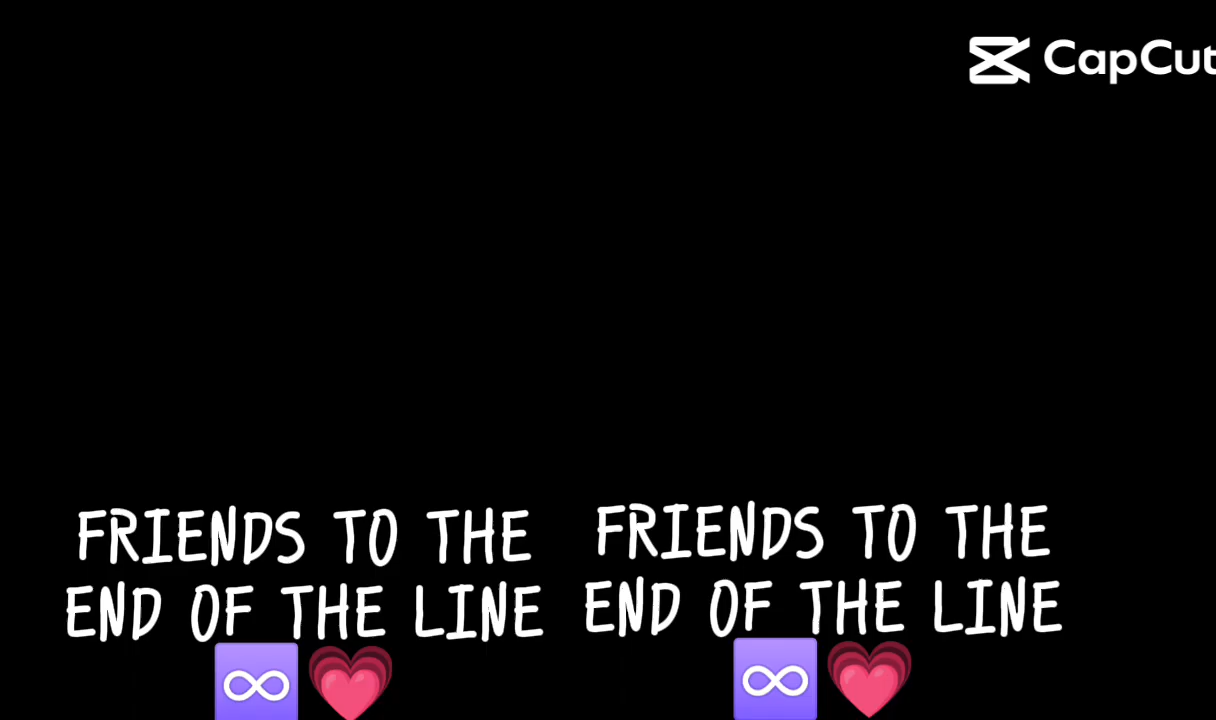 CapCut
FRIENDS TO THE
END OF THE LINE
♾️💗
FRIENDS TO THE
END OF THE LINE
♾️💗